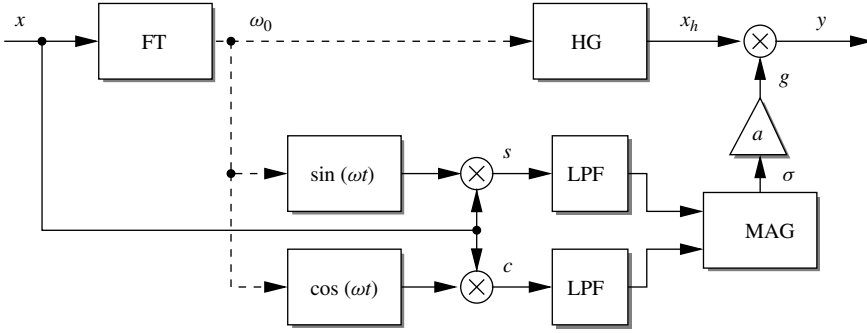 x
FT
ω₀
HG
xₕ
y
g
a
sin (ωt)
s
LPF
σ
MAG
cos (ωt)
c
LPF